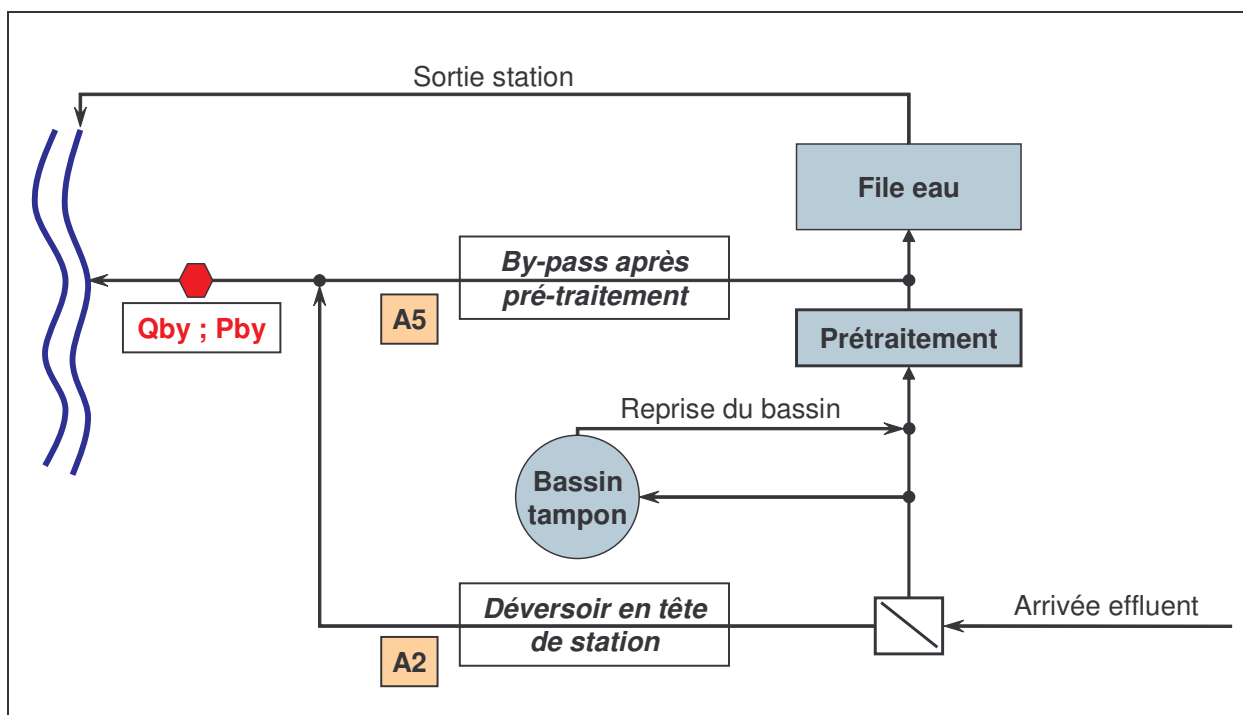 Sortie station
File eau
By-pass après
pré-traitement
A5
Qby ; Pby
Prétraitement
Reprise du bassin
Bassin
tampon
Déversoir en tête
de station
Arrivée effluent
A2